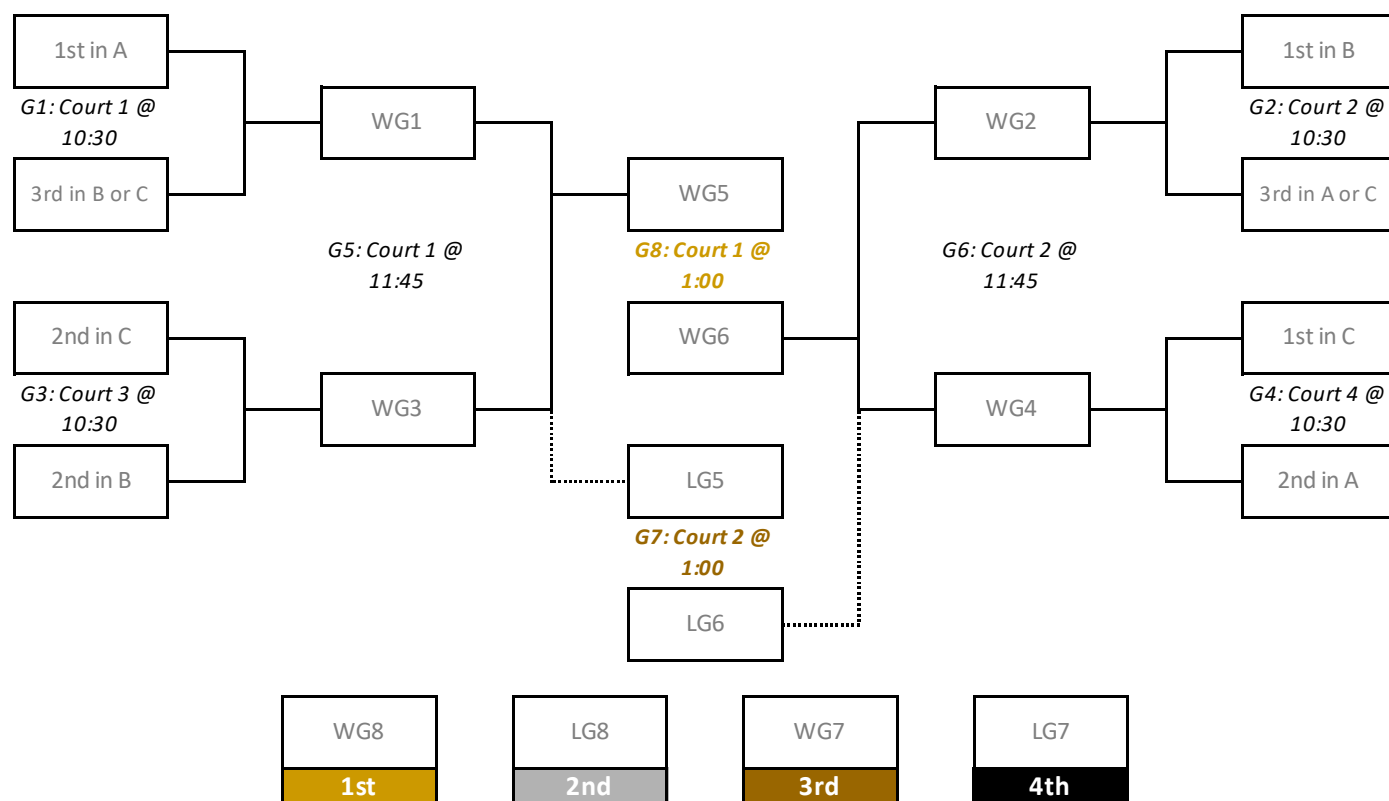 1st in A
1st in B
G1: Court 1 @
10:30
WG1
WG2
G2: Court 2 @
10:30
3rd in B or C
WG5
3rd in A or C
G5: Court 1 @
11:45
G8: Court 1 @
1:00
G6: Court 2 @
11:45
2nd in C
WG6
1st in C
G3: Court 3 @
10:30
WG3
WG4
G4: Court 4 @
10:30
2nd in B
LG5
2nd in A
G7: Court 2 @
1:00
LG6
WG8
LG8
WG7
LG7
1st
2nd
3rd
4th